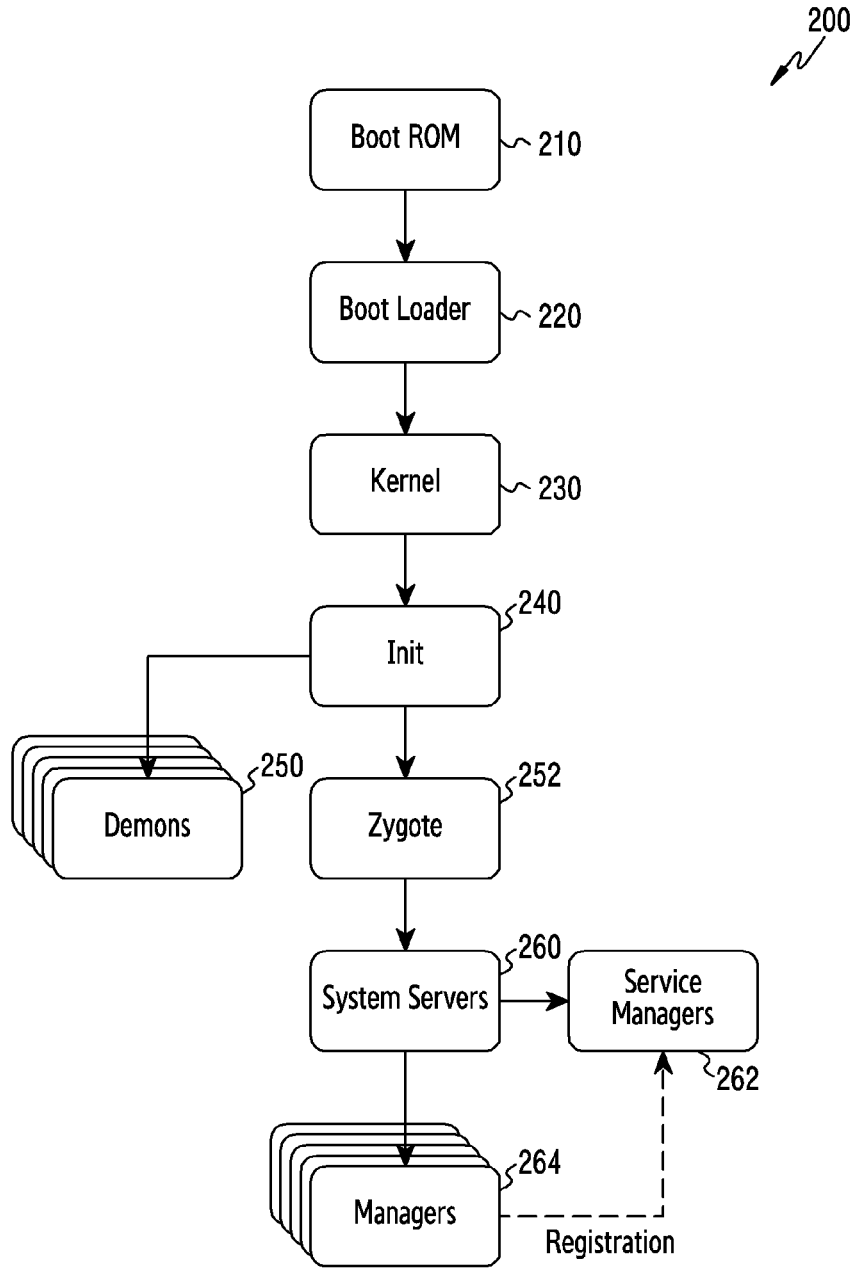 200
Boot ROM
210
Boot Loader
220
Kernel
230
240
Init
250
252
Demons
Zygote
260
System Servers
Service
Managers
262
264
Managers
Registration